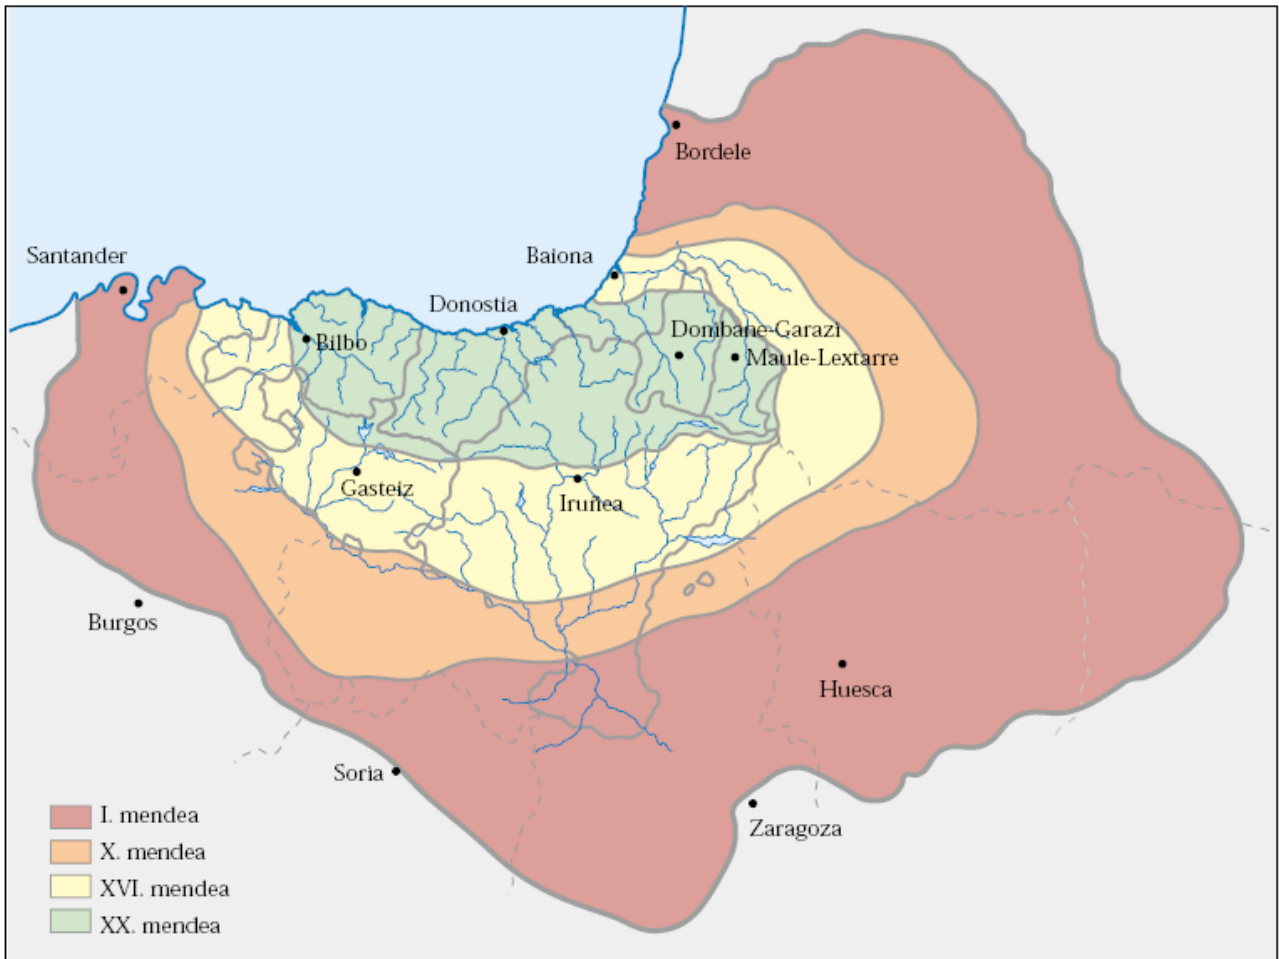 Bordele
Santander
Baiona
Donostia
Donibane-Garazi
Bilbo
Maule-Lextarre
Gasteiz
Iruñea
Burgos
Huesca
Soria
Zaragoza
I. mendea
X. mendea
XVI. mendea
XX. mendea